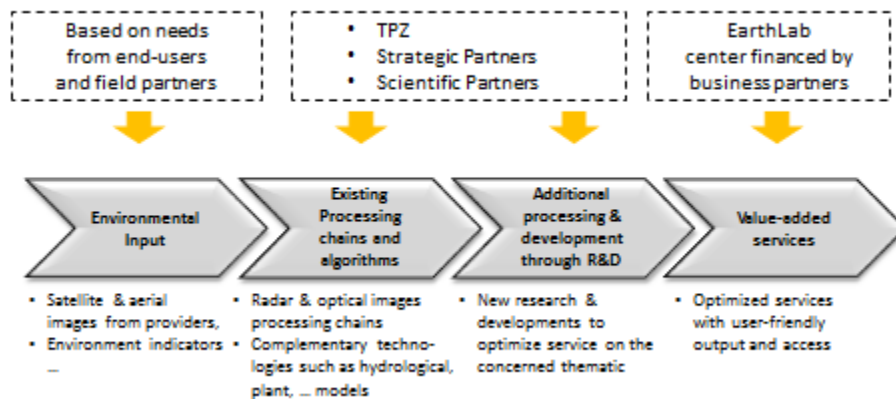 Based on needs
from end-users
and field partners
• TPZ
• Strategic Partners
• Scientific Partners
EarthLab
center financed by
business partners
Environmental
Input
Existing
Processing
chains and
algorithms
Additional
processing &
development
through R&D
Value-added
services
• Satellite & aerial
images from providers,
• Environment indicators
...
• Radar & optical images
processing chains
• Complementary techno-
logies such as hydrological,
plant, ... models
• New research &
developments to
optimize service on the
concerned thematic
• Optimized services
with user-friendly
output and access